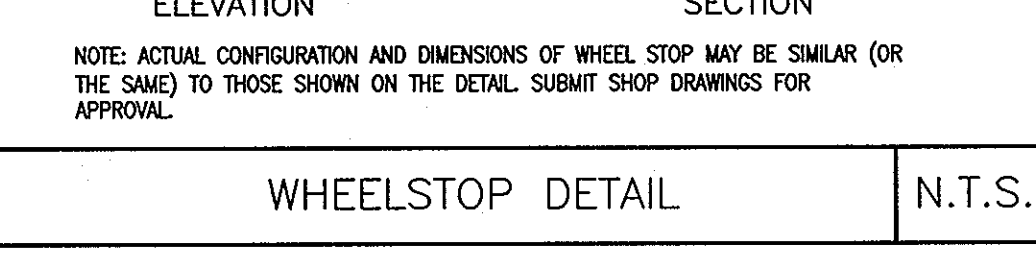 ELEVATION SECTION
NOTE: ACTUAL CONFIGURATION AND DIMENSIONS OF WHEEL STOP MAY BE SIMILAR (OR
THE SAME) TO THOSE SHOWN ON THE DETAIL. SUBMIT SHOP DRAWINGS FOR
APPROVAL.
WHEELSTOP DETAIL N.T.S.